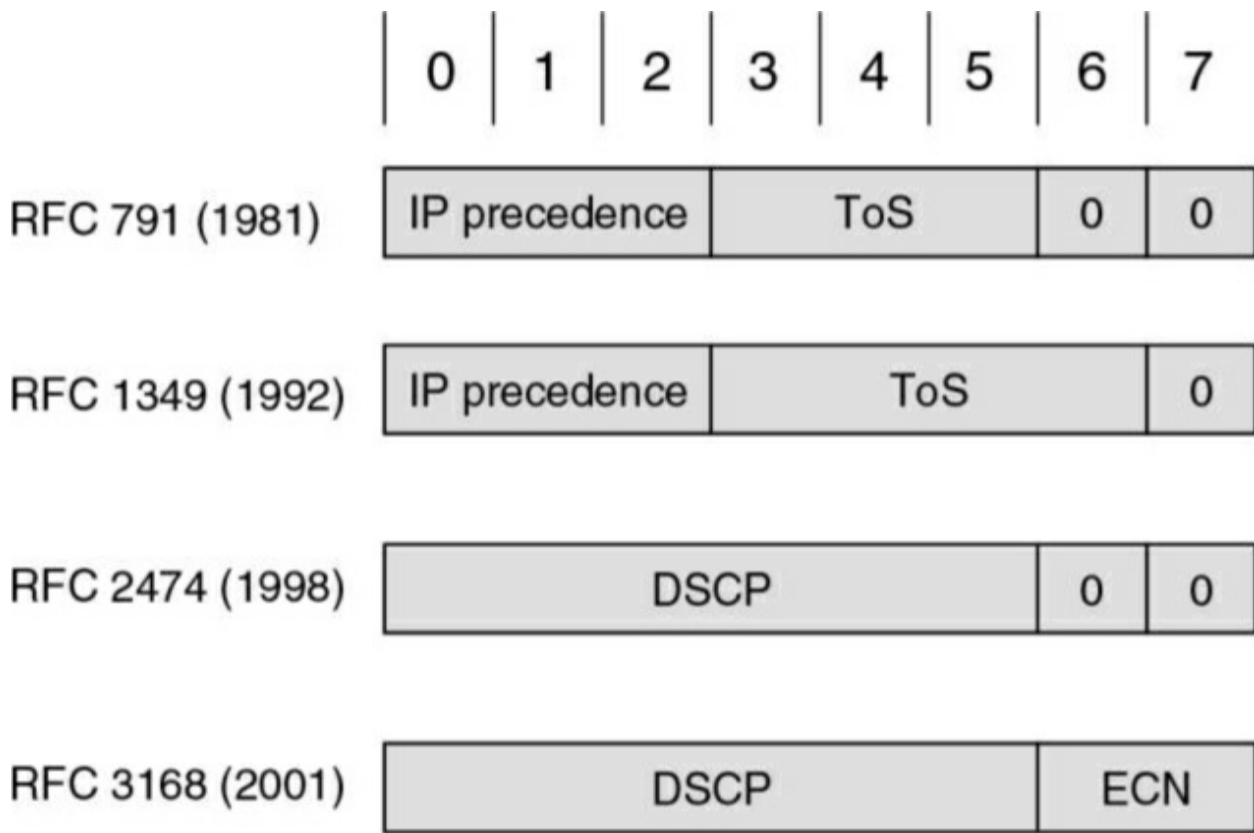 0 1 2 3 4 5 6 7
RFC 791 (1981) IP precedence ToS 0 0
RFC 1349 (1992) IP precedence ToS 0
RFC 2474 (1998) DSCP 0 0
RFC 3168 (2001) DSCP ECN